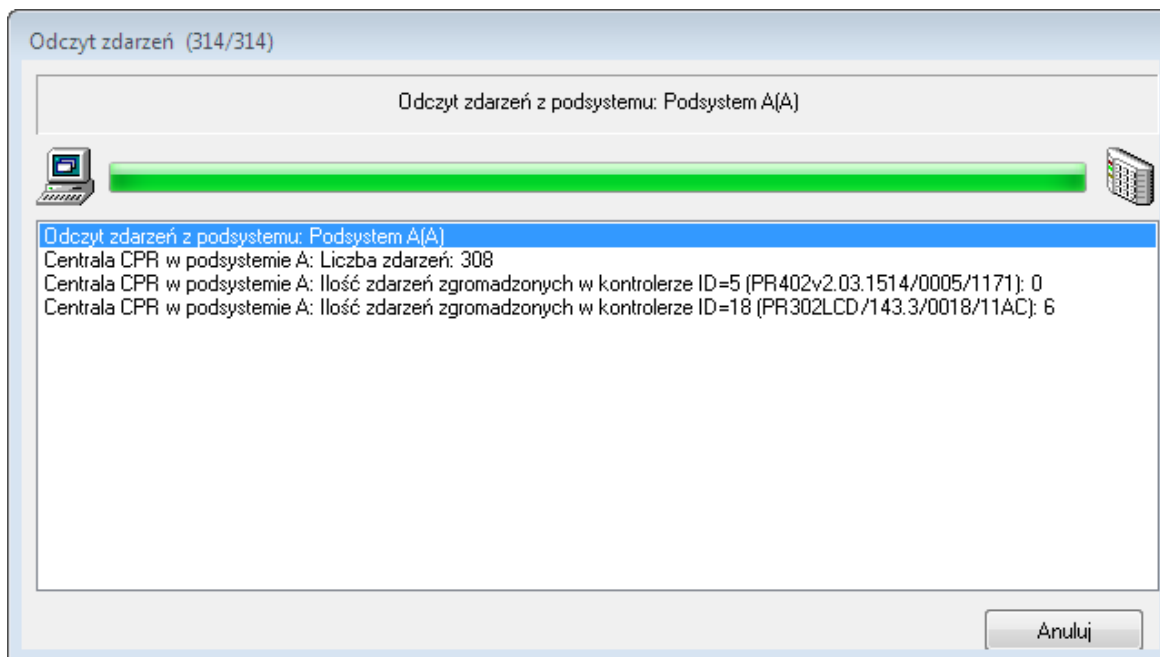 Odczyt zdarzeń (314/314)
Odczyt zdarzeń z podsystemu: Podsystem A(A)
Odczyt zdarzeń z podsystemu: Podsystem A(A)
Centrala CPR w podsystemie A: Liczba zdarzeń: 308
Centrala CPR w podsystemie A: Ilość zdarzeń zgromadzonych w kontrolerze ID=5 (PR402v2.03.1514/0005/1171): 0
Centrala CPR w podsystemie A: Ilość zdarzeń zgromadzonych w kontrolerze ID=18 (PR302LCD/143.3/0018/11AC): 6
Anuluj